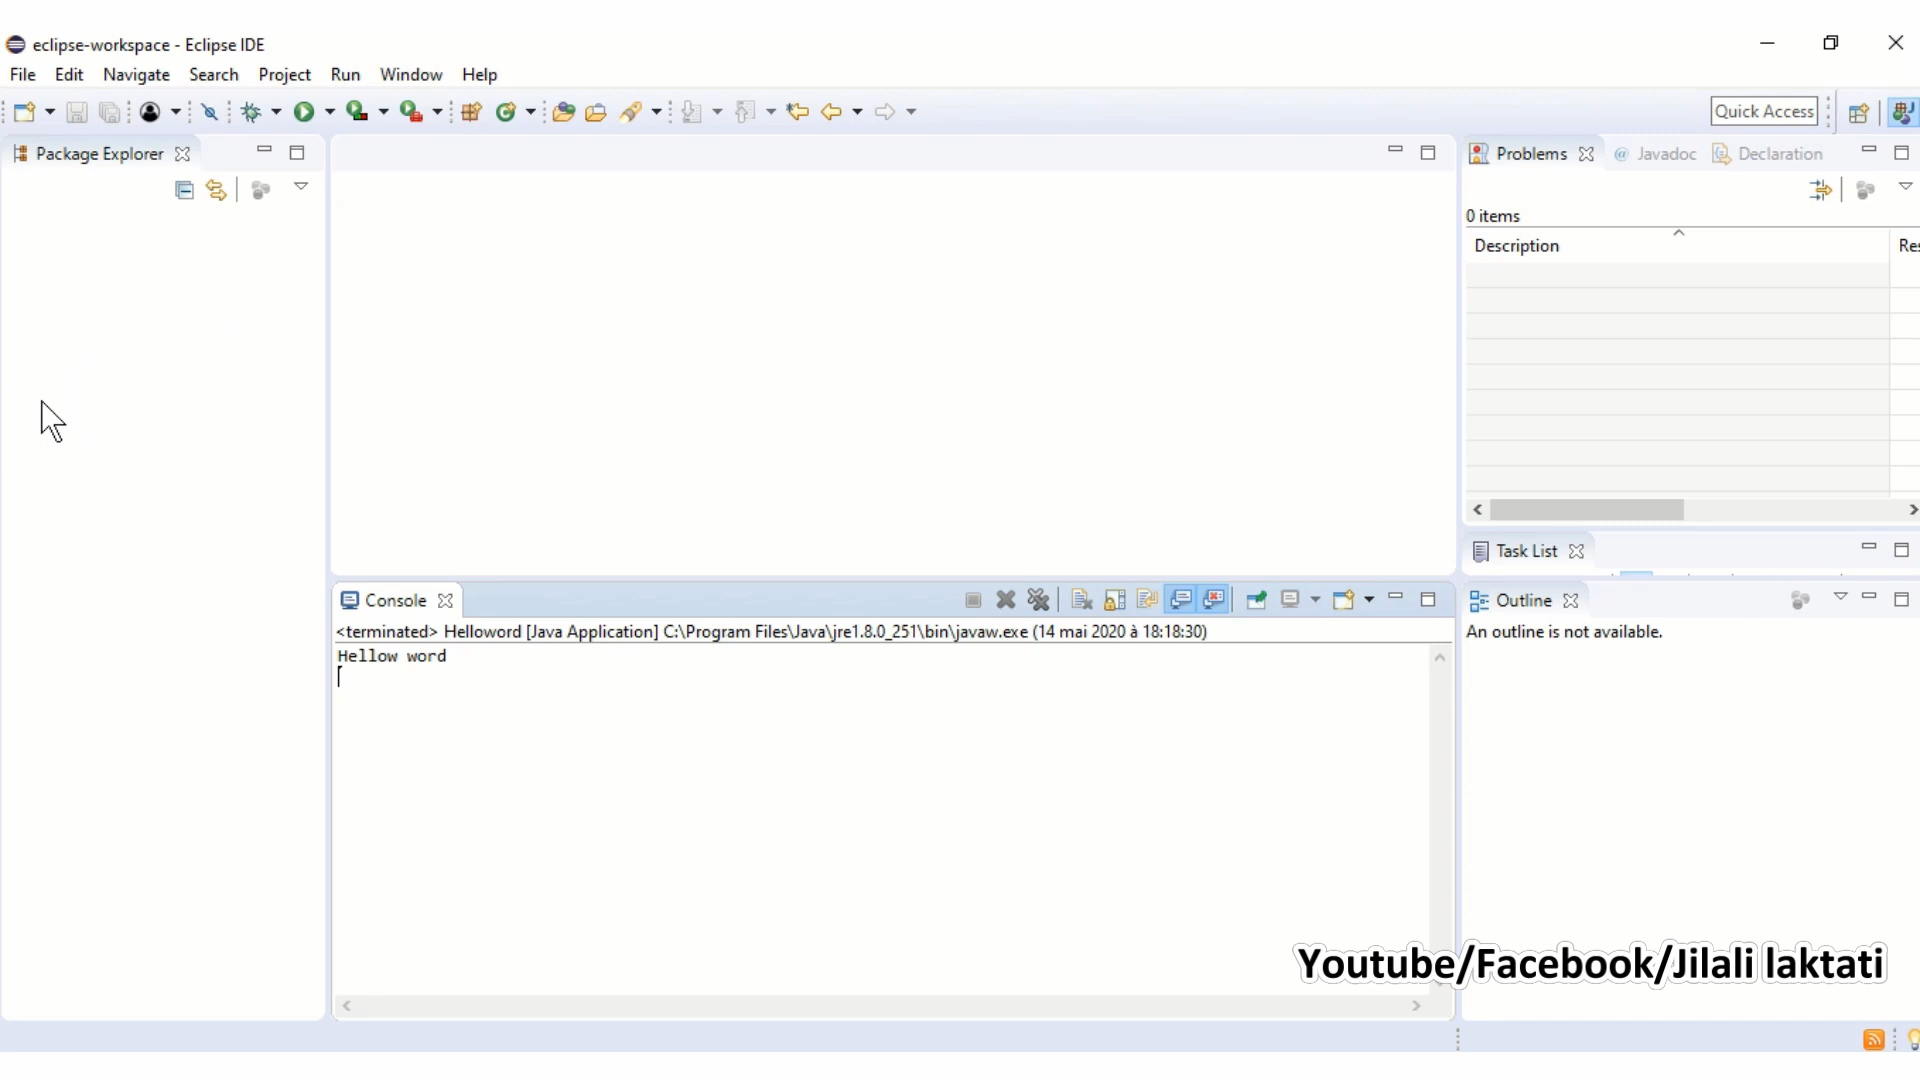 eclipse-workspace - Eclipse IDE
File Edit Navigate Search Project Run Window Help
Quick Access
Package Explorer
Problems @ Javadoc Declaration
0 items
Description
Task List
Console
<terminated> Helloword [Java Application] C:\Program Files\Java\jre1.8.0_251\bin\javaw.exe (14 mai 2020 à 18:18:30)
Hellow word
Outline
An outline is not available.
Youtube/Facebook/Jilali laktati